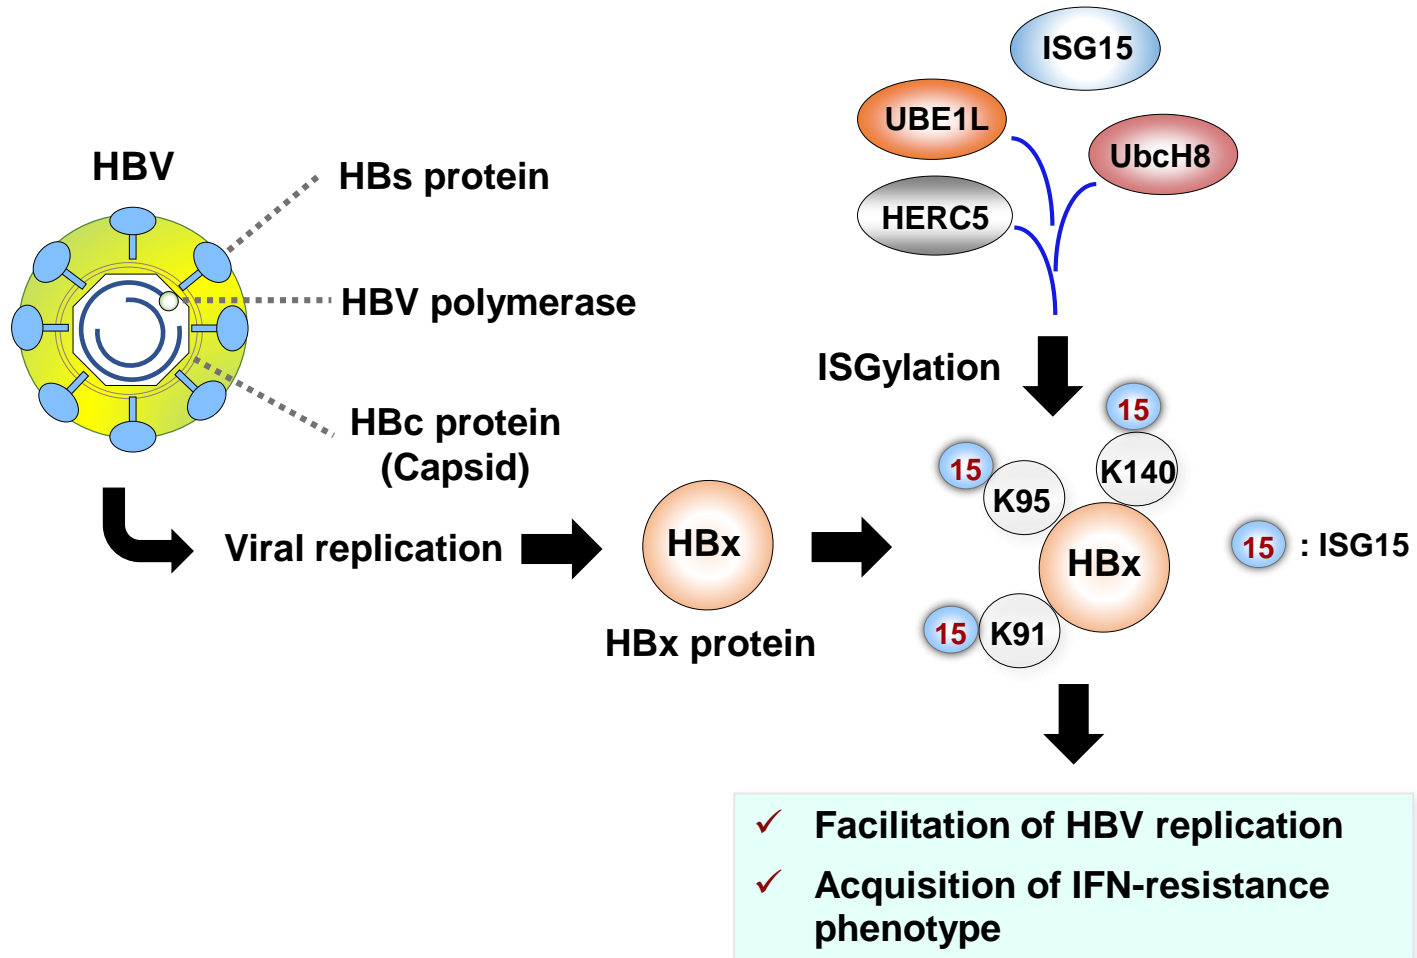 ISG15
UBE1L
UbcH8
HERC5
HBV
HBs protein
HBV polymerase
HBc protein
(Capsid)
ISGylation
15
K140
15
K95
HBx
15
K91
15 : ISG15
Viral replication
HBx
HBx protein
✓ Facilitation of HBV replication
✓ Acquisition of IFN-resistance
phenotype